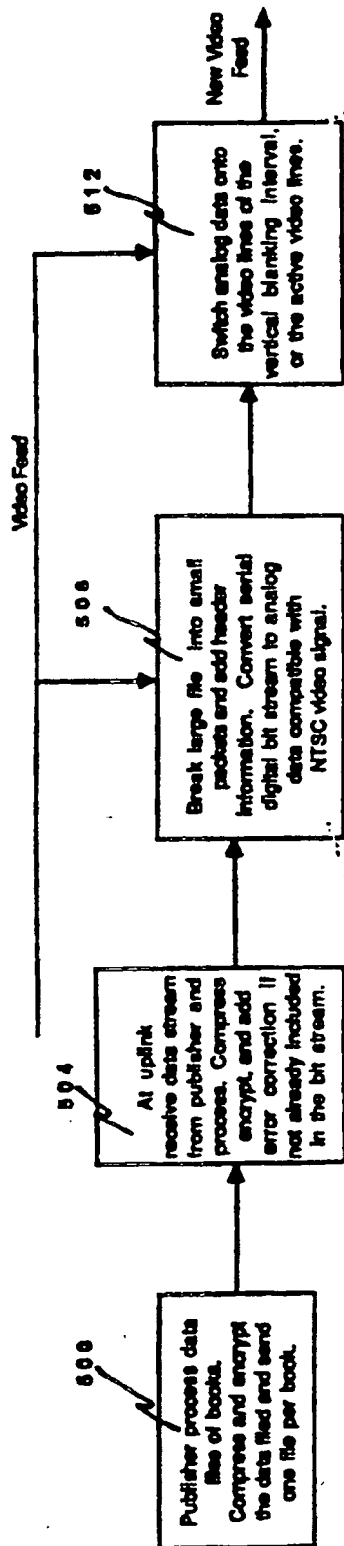 Video Feed
500
Publisher process data
files of books.
Compress and encrypt
the data filed and send
one file per book.
504
At uplink
receive data stream
from publisher and
process. Compress
encrypt, and add
error correction if
not already included
in the bit stream.
508
Break large file into small
packets and add header
information. Convert serial
digital bit stream to analog
data compatible with
NTSC video signal.
512
Switch analog data onto
the video lines of the
vertical blanking interval,
or the active video lines.
New Video
Feed